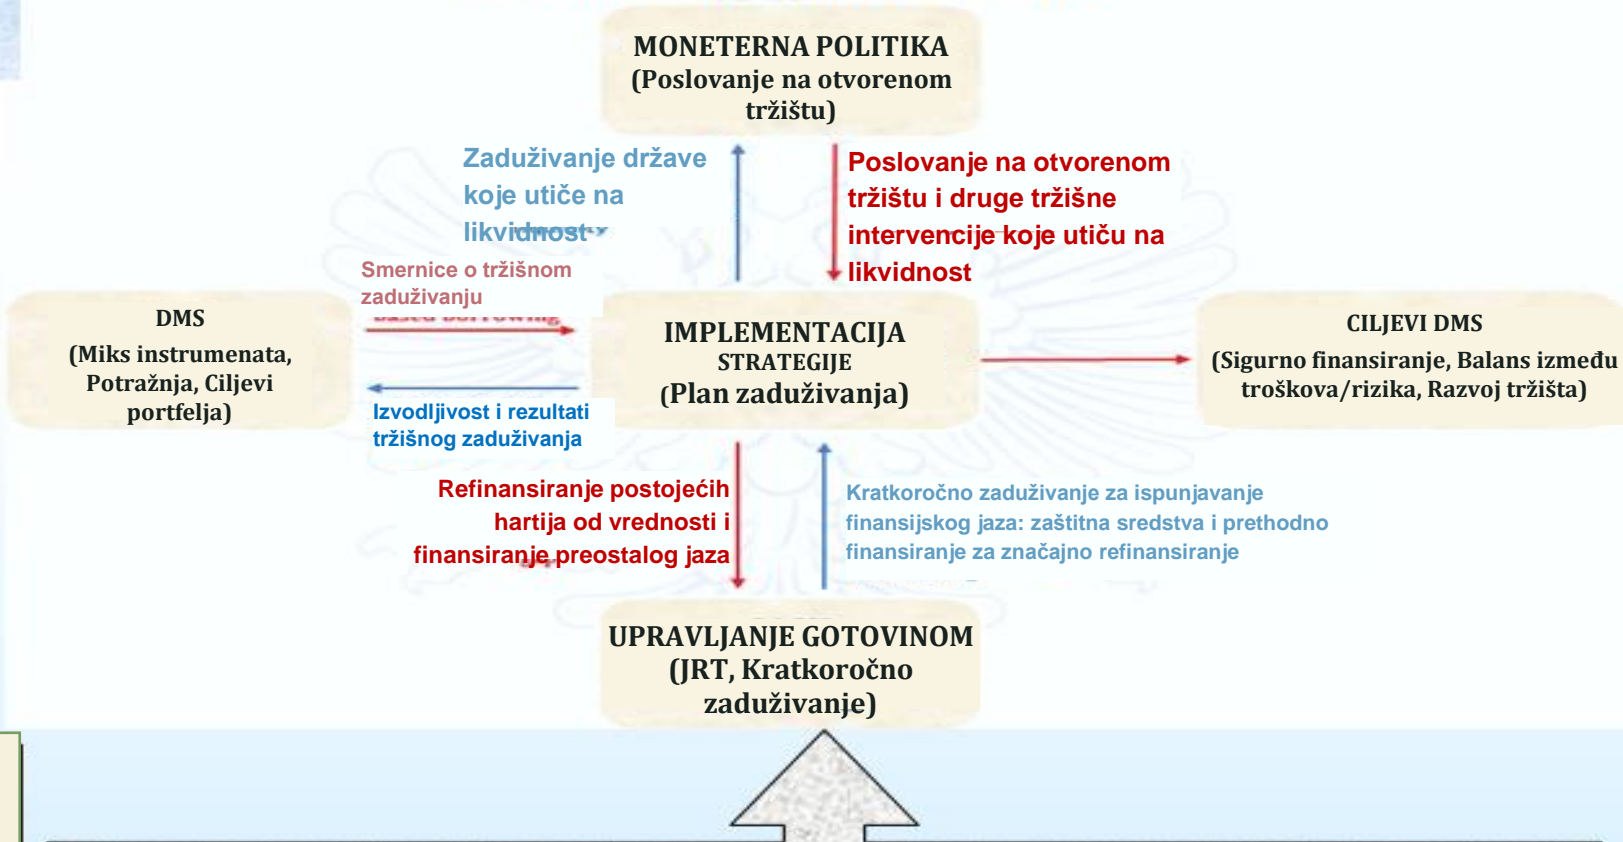 MONETERNA POLITIKA
(Poslovanje na otvorenom
tržištu)
Zaduživanje države
koje utiče na
likvidnost
Poslovanje na otvorenom
tržištu i druge tržišne
intervencije koje utiču na
likvidnost
Smernice o tržišnom
zaduživanju
DMS
(Miks instrumenata,
Potražnja, Ciljevi
portfelja)
IMPLEMENTACIJA
STRATEGIJE
(Plan zaduživanja)
CILJEVI DMS
(Sigurno finansiranje, Balans između
troškova/rizika, Razvoj tržišta)
Izvodljivost i rezultati
tržišnog zaduživanja
Refinansiranje postojećih
hartija od vrednosti i
finansiranje preostalog jaza
Kratkoročno zaduživanje za ispunjavanje
finansijskog jaza: zaštitna sredstva i prethodno
finansiranje za značajno refinansiranje
UPRAVLJANJE GOTOVINOM
(JRT, Kratkoročno
zaduživanje)